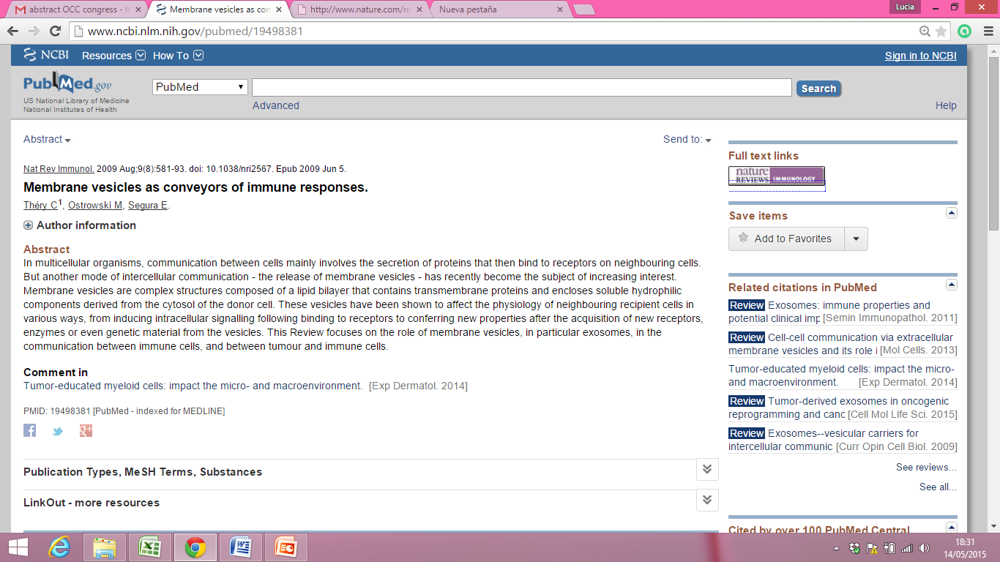 abstract OCC congress - lu
Membrane vesicles as con
http://www.nature.com/nr
Nueva pestaña
Lucia
www.ncbi.nlm.nih.gov/pubmed/19498381
NCBI Resources How To Sign in to NCBI
PubMed.gov
US National Library of Medicine
National Institutes of Health
PubMed
Search
Advanced
Help
Abstract
Send to:
Nat Rev Immunol. 2009 Aug;9(8):581-93. doi: 10.1038/nri2567. Epub 2009 Jun 5.
Membrane vesicles as conveyors of immune responses.
Théry C1, Ostrowski M, Segura E.
Author information
Abstract
In multicellular organisms, communication between cells mainly involves the secretion of proteins that then bind to receptors on neighbouring cells.
But another mode of intercellular communication - the release of membrane vesicles - has recently become the subject of increasing interest.
Membrane vesicles are complex structures composed of a lipid bilayer that contains transmembrane proteins and encloses soluble hydrophilic
components derived from the cytosol of the donor cell. These vesicles have been shown to affect the physiology of neighbouring recipient cells in
various ways, from inducing intracellular signalling following binding to receptors to conferring new properties after the acquisition of new receptors,
enzymes or even genetic material from the vesicles. This Review focuses on the role of membrane vesicles, in particular exosomes, in the
communication between immune cells, and between tumour and immune cells.
Comment in
Tumor-educated myeloid cells: impact the micro- and macroenvironment. [Exp Dermatol. 2014]
PMID: 19498381 [PubMed - indexed for MEDLINE]
Publication Types, MeSH Terms, Substances
LinkOut - more resources
Full text links
nature
REVIEWS IMMUNOLOGY
Save items
Add to Favorites
Related citations in PubMed
Review Exosomes: immune properties and
potential clinical imp [Semin Immunopathol. 2011]
Review Cell-cell communication via extracellular
membrane vesicles and its role i [Mol Cells. 2013]
Tumor-educated myeloid cells: impact the micro-
and macroenvironment. [Exp Dermatol. 2014]
Review Tumor-derived exosomes in oncogenic
reprogramming and canc [Cell Mol Life Sci. 2015]
Review Exosomes--vesicular carriers for
intercellular communic [Curr Opin Cell Biol. 2009]
See reviews...
See all...
Cited by over 100 PubMed Central
18:31
14/05/2015